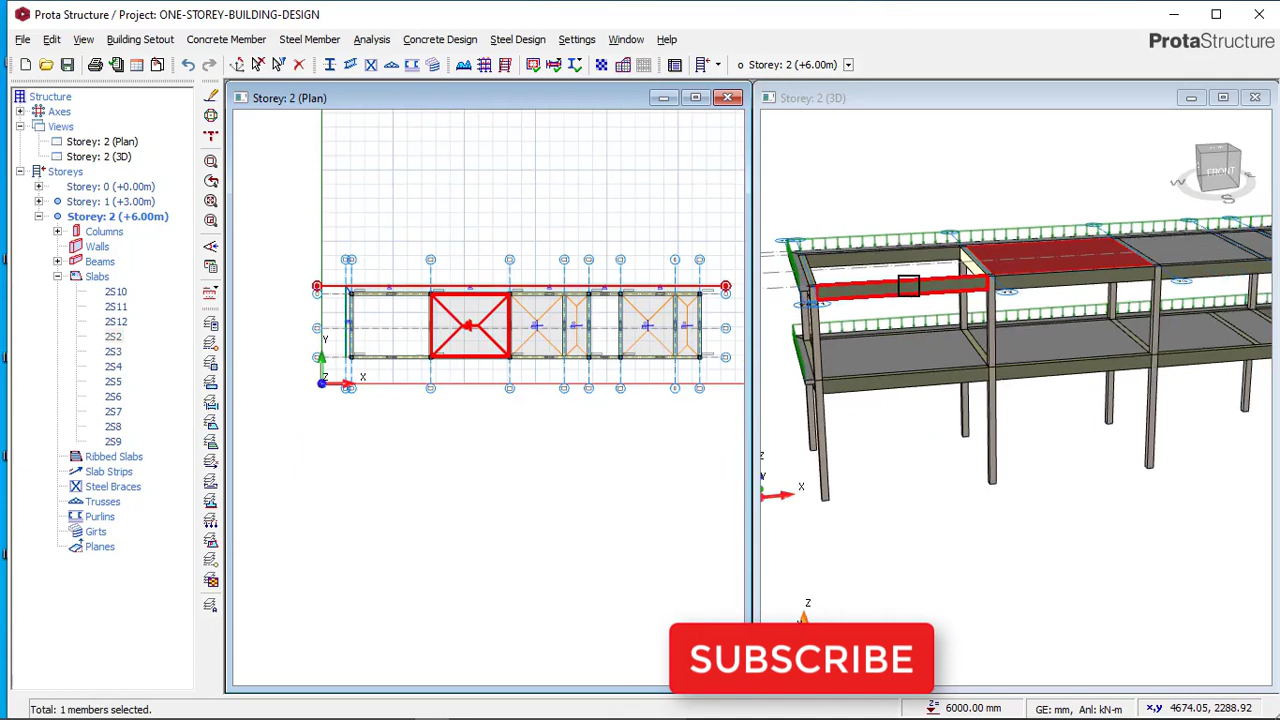 Prota Structure / Project: ONE-STOREY-BUILDING-DESIGN
File Edit View Building Setout Concrete Member Steel Member Analysis Concrete Design Steel Design Settings Window Help
ProtaStructure
Storey: 2 (+6.00m)
Structure
Axes
Views
Storey: 2 (Plan)
Storey: 2 (3D)
Storeys
Storey: 0 (+0.00m)
Storey: 1 (+3.00m)
Storey: 2 (+6.00m)
Columns
Walls
Beams
Slabs
2S10
2S11
2S12
2S2
2S3
2S4
2S5
2S6
2S7
2S8
2S9
Ribbed Slabs
Slab Strips
Steel Braces
Trusses
Purlins
Girts
Planes
Storey: 2 (Plan)
Y
Z
X
Storey: 2 (3D)
FRONT
Z
Y
X
Z
SUBSCRIBE
Total: 1 members selected.
Z= 6000.00 mm
GE: mm, Anl: kN-m
x,y 4674.05, 2288.92